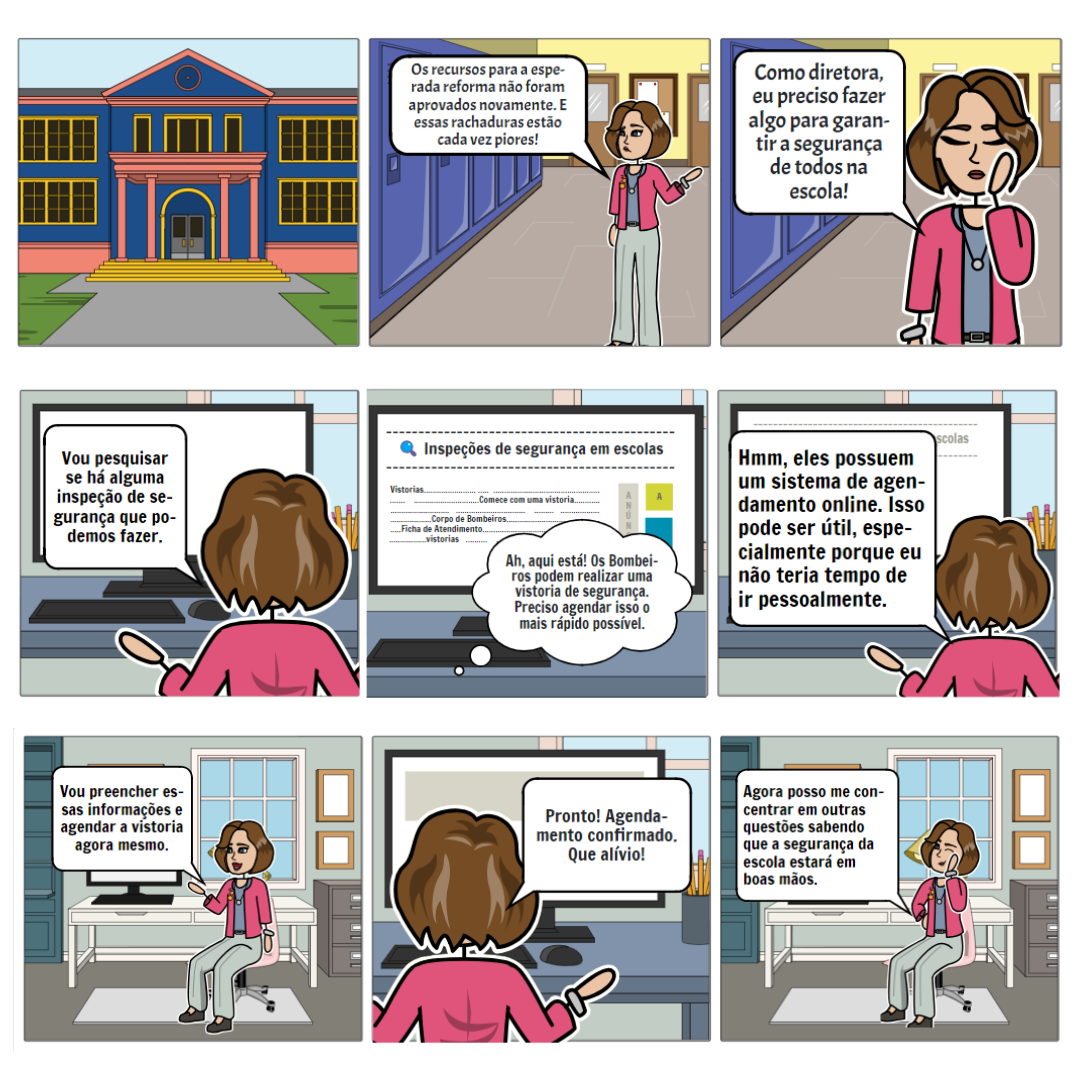 Os recursos para a espe-
rada reforma não foram
aprovados novamente. E
essas rachaduras estão
cada vez piores!
Como diretora,
eu preciso fazer
algo para garan-
tir a segurança
de todos na
escola!
Vou pesquisar
se há alguma
inspeção de se-
gurança que po-
demos fazer.
Inspeções de segurança em escolas
Vistorias
Comece com uma vistoria
Corpo de Bombeiros
Ficha de Atendimento
vistorias
ANÚN
A
Ah, aqui está! Os Bombei-
ros podem realizar uma
vistoria de segurança.
Preciso agendar isso o
mais rápido possível.
scolas
Hmm, eles possuem
um sistema de agen-
damento online. Isso
pode ser útil, espe-
cialmente porque eu
não teria tempo de
ir pessoalmente.
Vou preencher es-
sas informações e
agendar a vistoria
agora mesmo.
Pronto! Agenda-
mento confirmado.
Que alívio!
Agora posso me con-
centrar em outras
questões sabendo
que a segurança da
escola estará em
boas mãos.